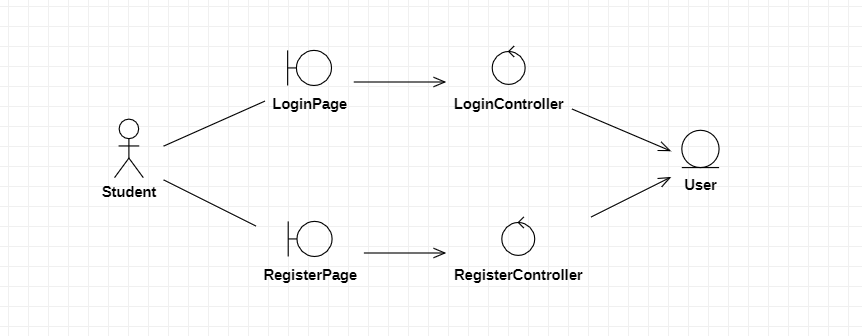 LoginPage
LoginController
Student
User
RegisterPage
RegisterController